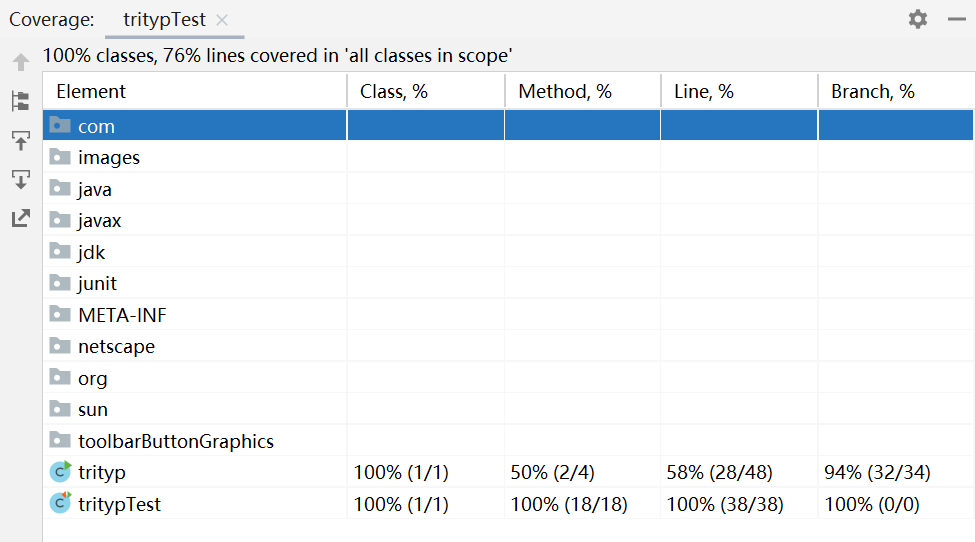 Coverage: tritypTest
100% classes, 76% lines covered in 'all classes in scope'
Element Class, % Method, % Line, % Branch, %
com
images
java
javax
jdk
junit
META-INF
netscape
org
sun
toolbarButtonGraphics
trityp 100% (1/1) 50% (2/4) 58% (28/48) 94% (32/34)
tritypTest 100% (1/1) 100% (18/18) 100% (38/38) 100% (0/0)